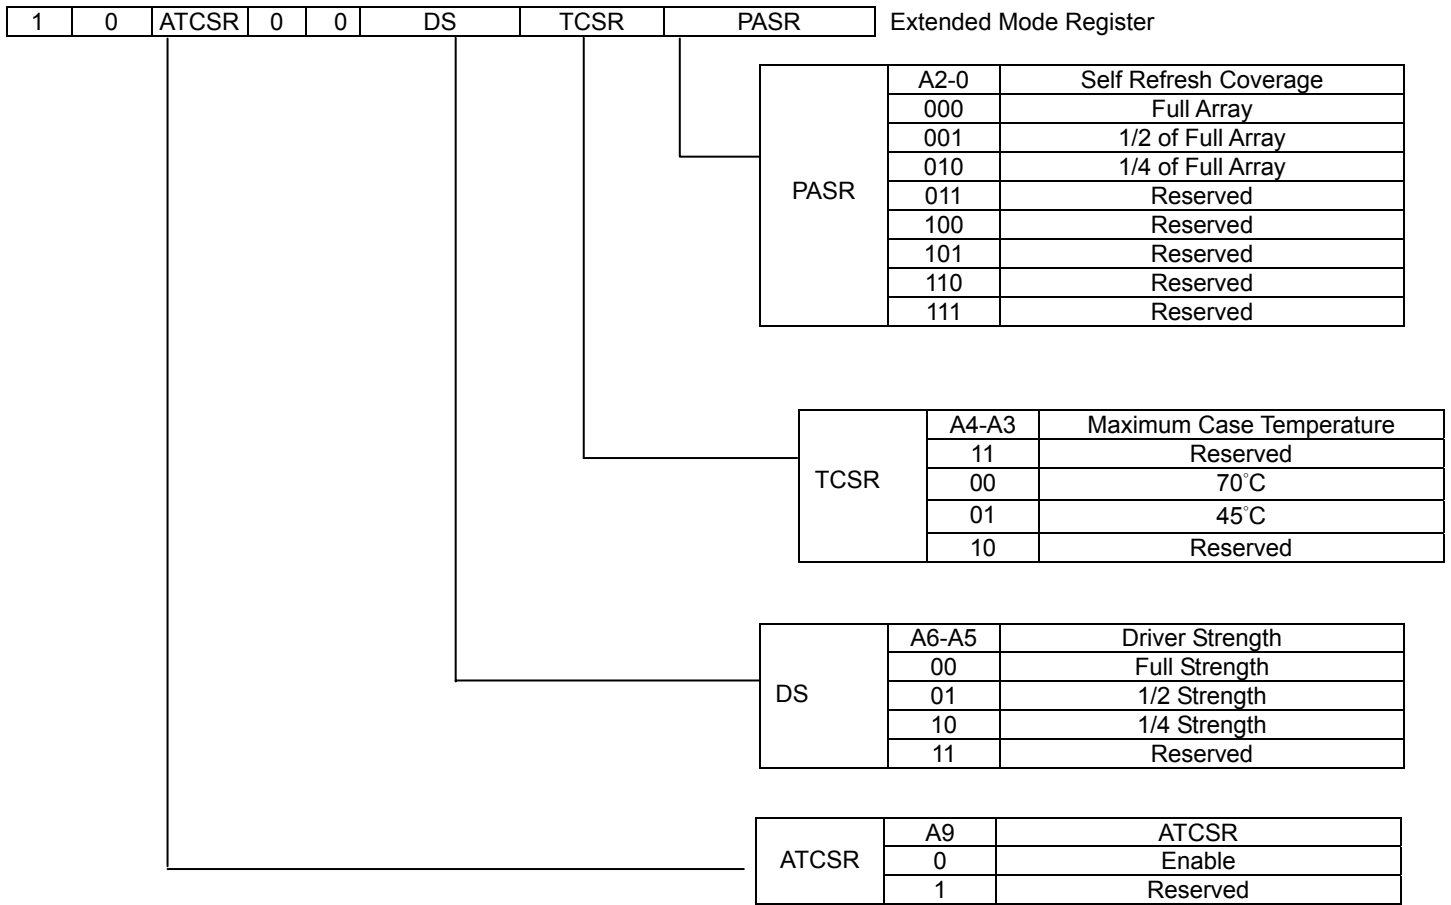 1 0 ATCSR 0 0 DS TCSR PASR Extended Mode Register
PASR
A2-0 Self Refresh Coverage
000 Full Array
001 1/2 of Full Array
010 1/4 of Full Array
011 Reserved
100 Reserved
101 Reserved
110 Reserved
111 Reserved
TCSR
A4-A3 Maximum Case Temperature
11 Reserved
00 70°C
01 45°C
10 Reserved
DS
A6-A5 Driver Strength
00 Full Strength
01 1/2 Strength
10 1/4 Strength
11 Reserved
ATCSR
A9 ATCSR
0 Enable
1 Reserved